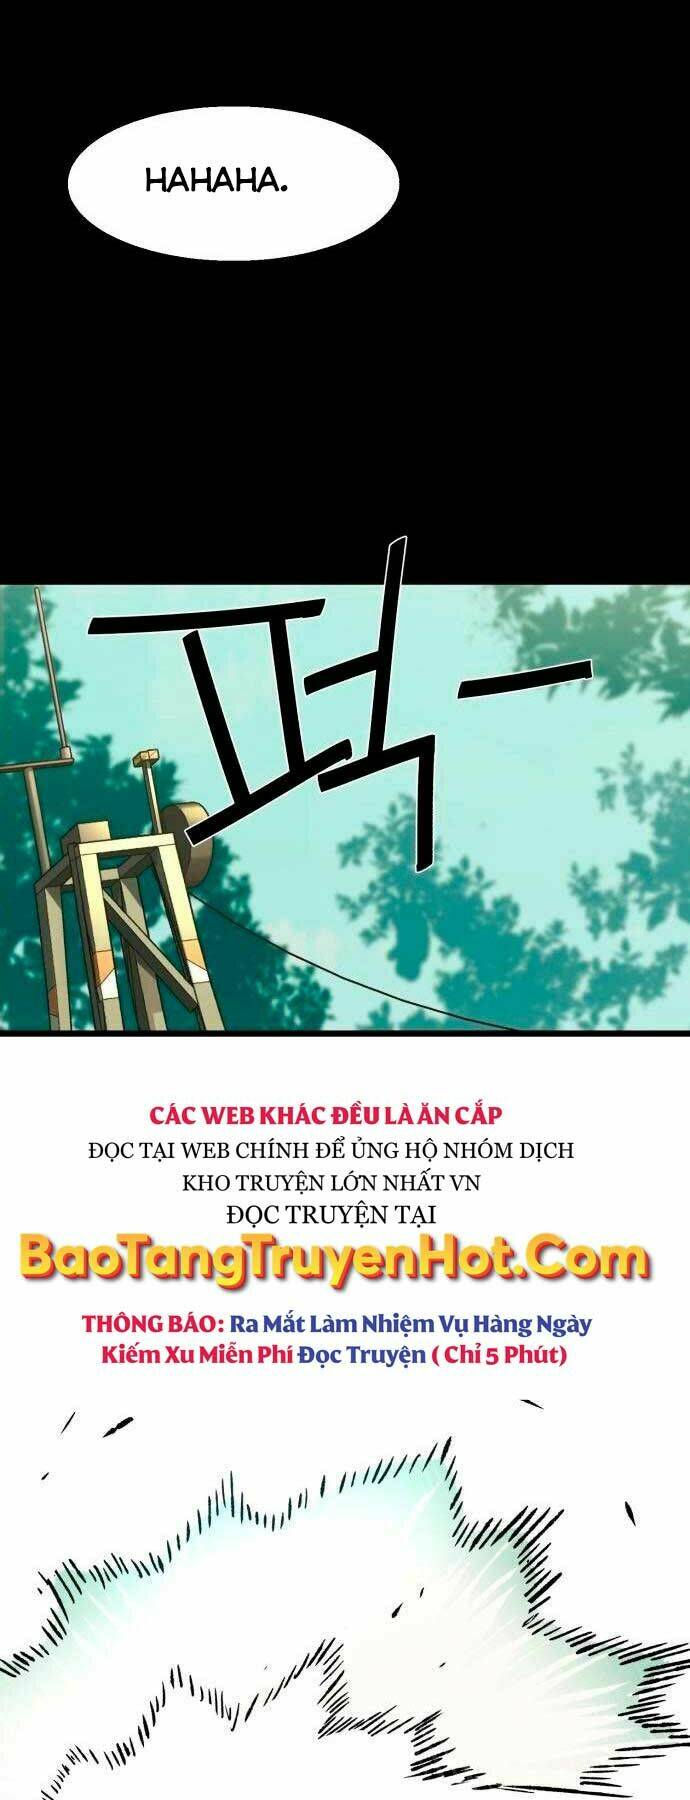 HAHAHA.
퍽-
CÁC WEB KHÁC ĐỀU LÀ ĂN CẮP
ĐỌC TẠI WEB CHÍNH ĐỂ ỦNG HỘ NHÓM DỊCH
KHO TRUYỆN LỚN NHẤT VN
ĐỌC TRUYỆN TẠI
BaoTangTruyenHot.Com
THÔNG BÁO: Ra Mắt Làm Nhiệm Vụ Hàng Ngày
Kiếm Xu Miễn Phí Đọc Truyện ( Chỉ 5 Phút)